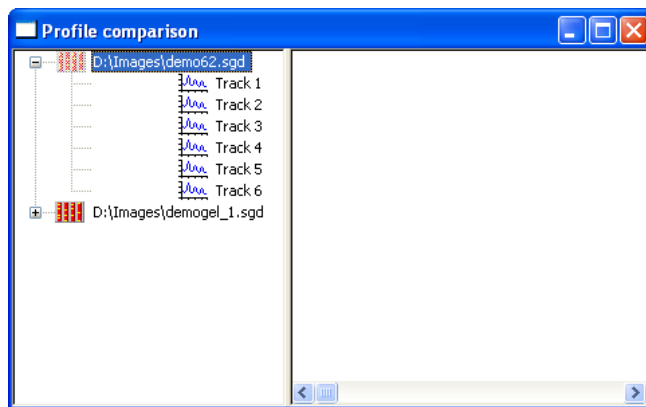 Profile comparison
D:\Images\demo62.sgd
Track 1
Track 2
Track 3
Track 4
Track 5
Track 6
D:\Images\demogel_1.sgd